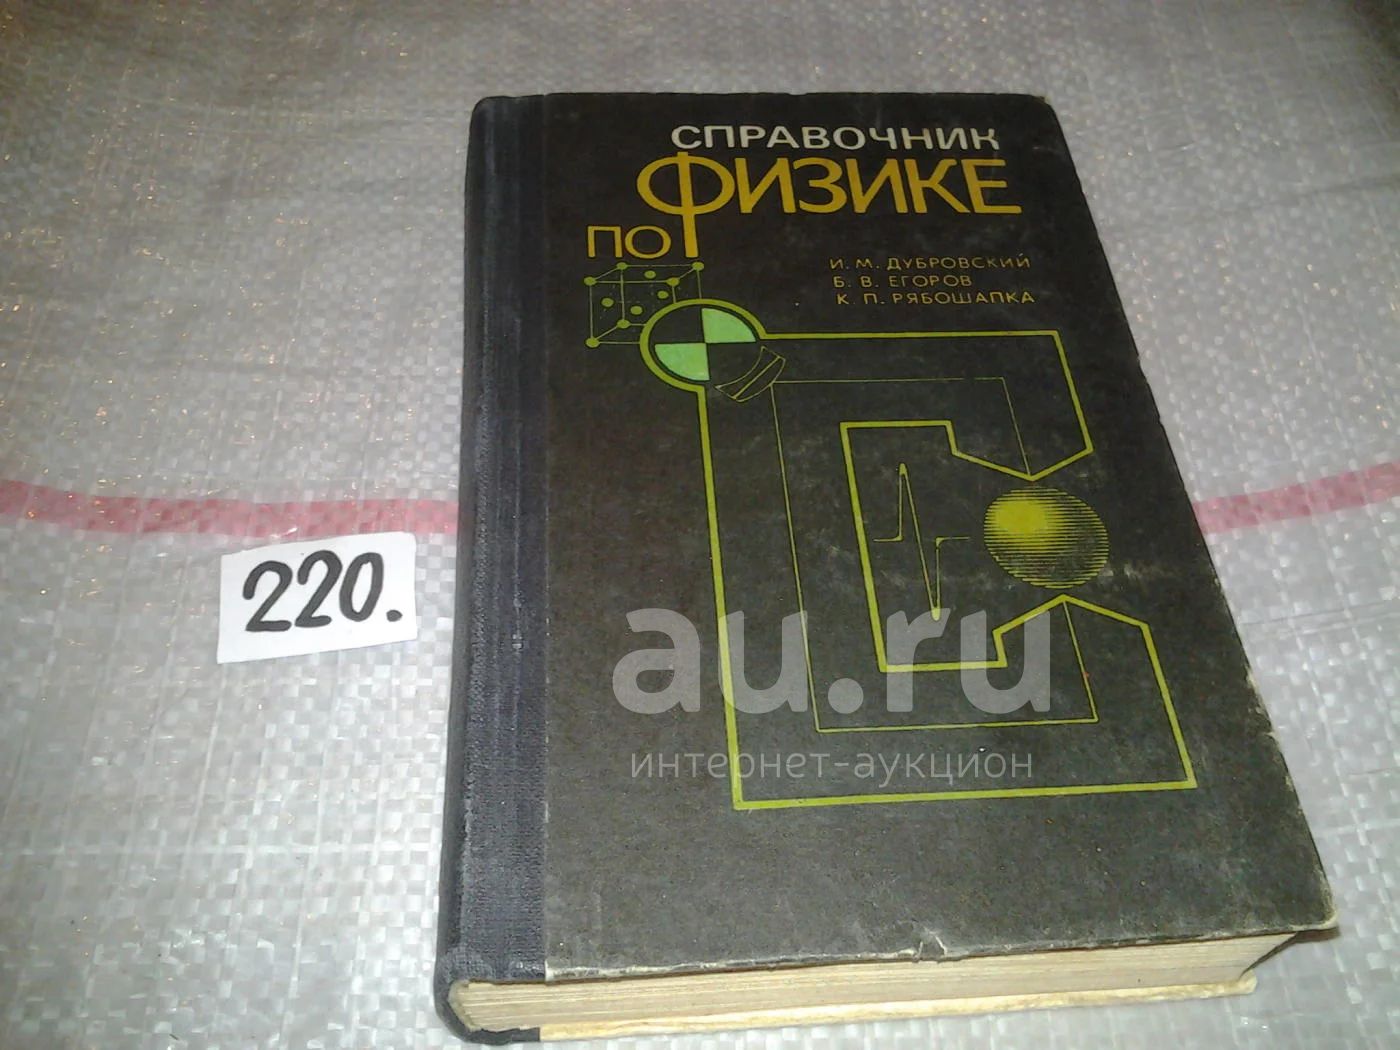 СПРАВОЧНИК
ПО ФИЗИКЕ
И. М. ДУБРОВСКИЙ
Б. В. ЕГОРОВ
К. П. РЯБОШАПКА
220.
au.ru
интернет-аукцион